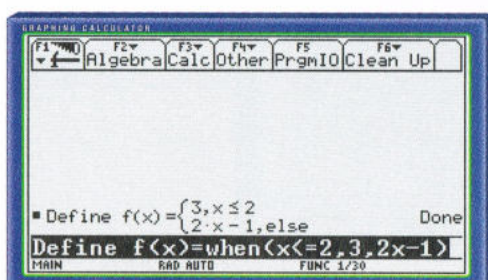 GRAPHING CALCULATOR
F1 F2 F3 F4 F5 F6
Algebra Calc Other PrgmIO Clean Up
▪ Define f(x)={3,x≤2
2·x-1,else Done
Define f(x)=when(x<=2,3,2x-1)
MAIN RAD AUTO FUNC 1/30